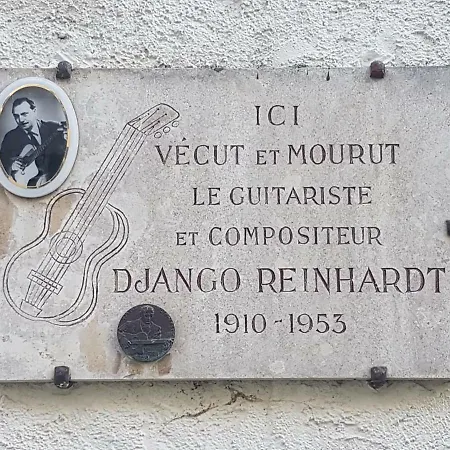 ICI
VÉCUT ET MOURUT
LE GUITARISTE
ET COMPOSITEUR
DJANGO REINHARDT
1910 - 1953